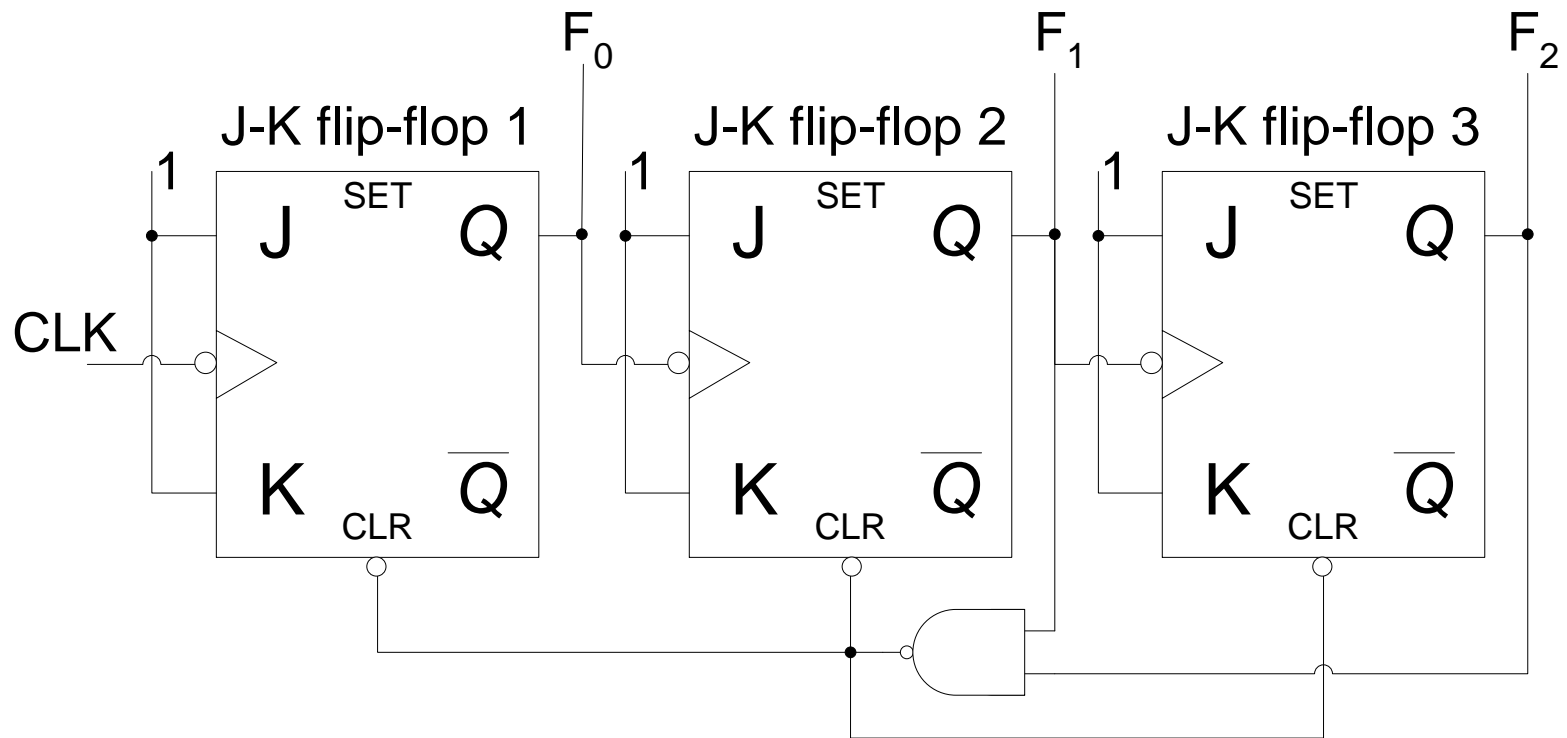 F0 F1 F2
J-K flip-flop 1 J-K flip-flop 2 J-K flip-flop 3
1 SET 1 SET 1 SET
J Q J Q J Q
CLK
K Q̅ K Q̅ K Q̅
CLR CLR CLR